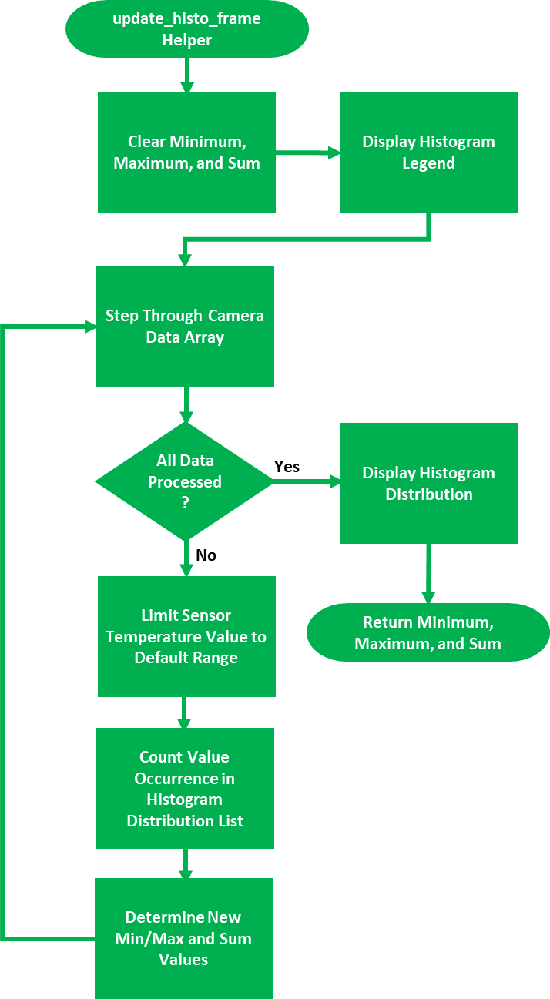 update_histo_frame
Helper
Clear Minimum,
Maximum, and Sum
Display Histogram
Legend
Step Through Camera
Data Array
All Data
Processed
?
Yes
Display Histogram
Distribution
No
Return Minimum,
Maximum, and Sum
Limit Sensor
Temperature Value to
Default Range
Count Value
Occurrence in
Histogram
Distribution List
Determine New
Min/Max and Sum
Values